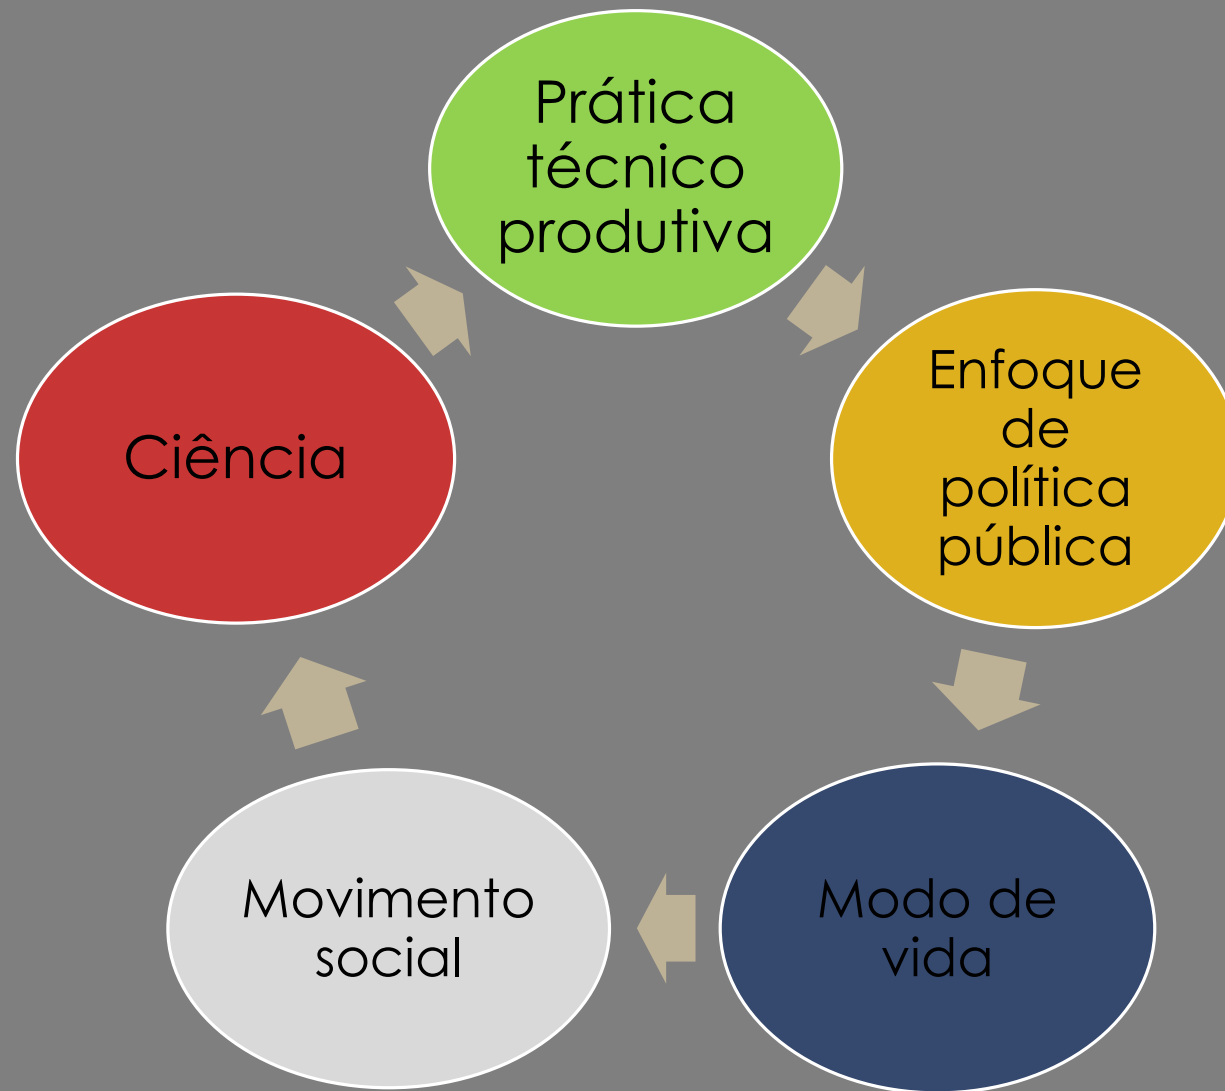 Prática
técnico
produtiva
Enfoque
de
política
pública
Modo de
vida
Movimento
social
Ciência